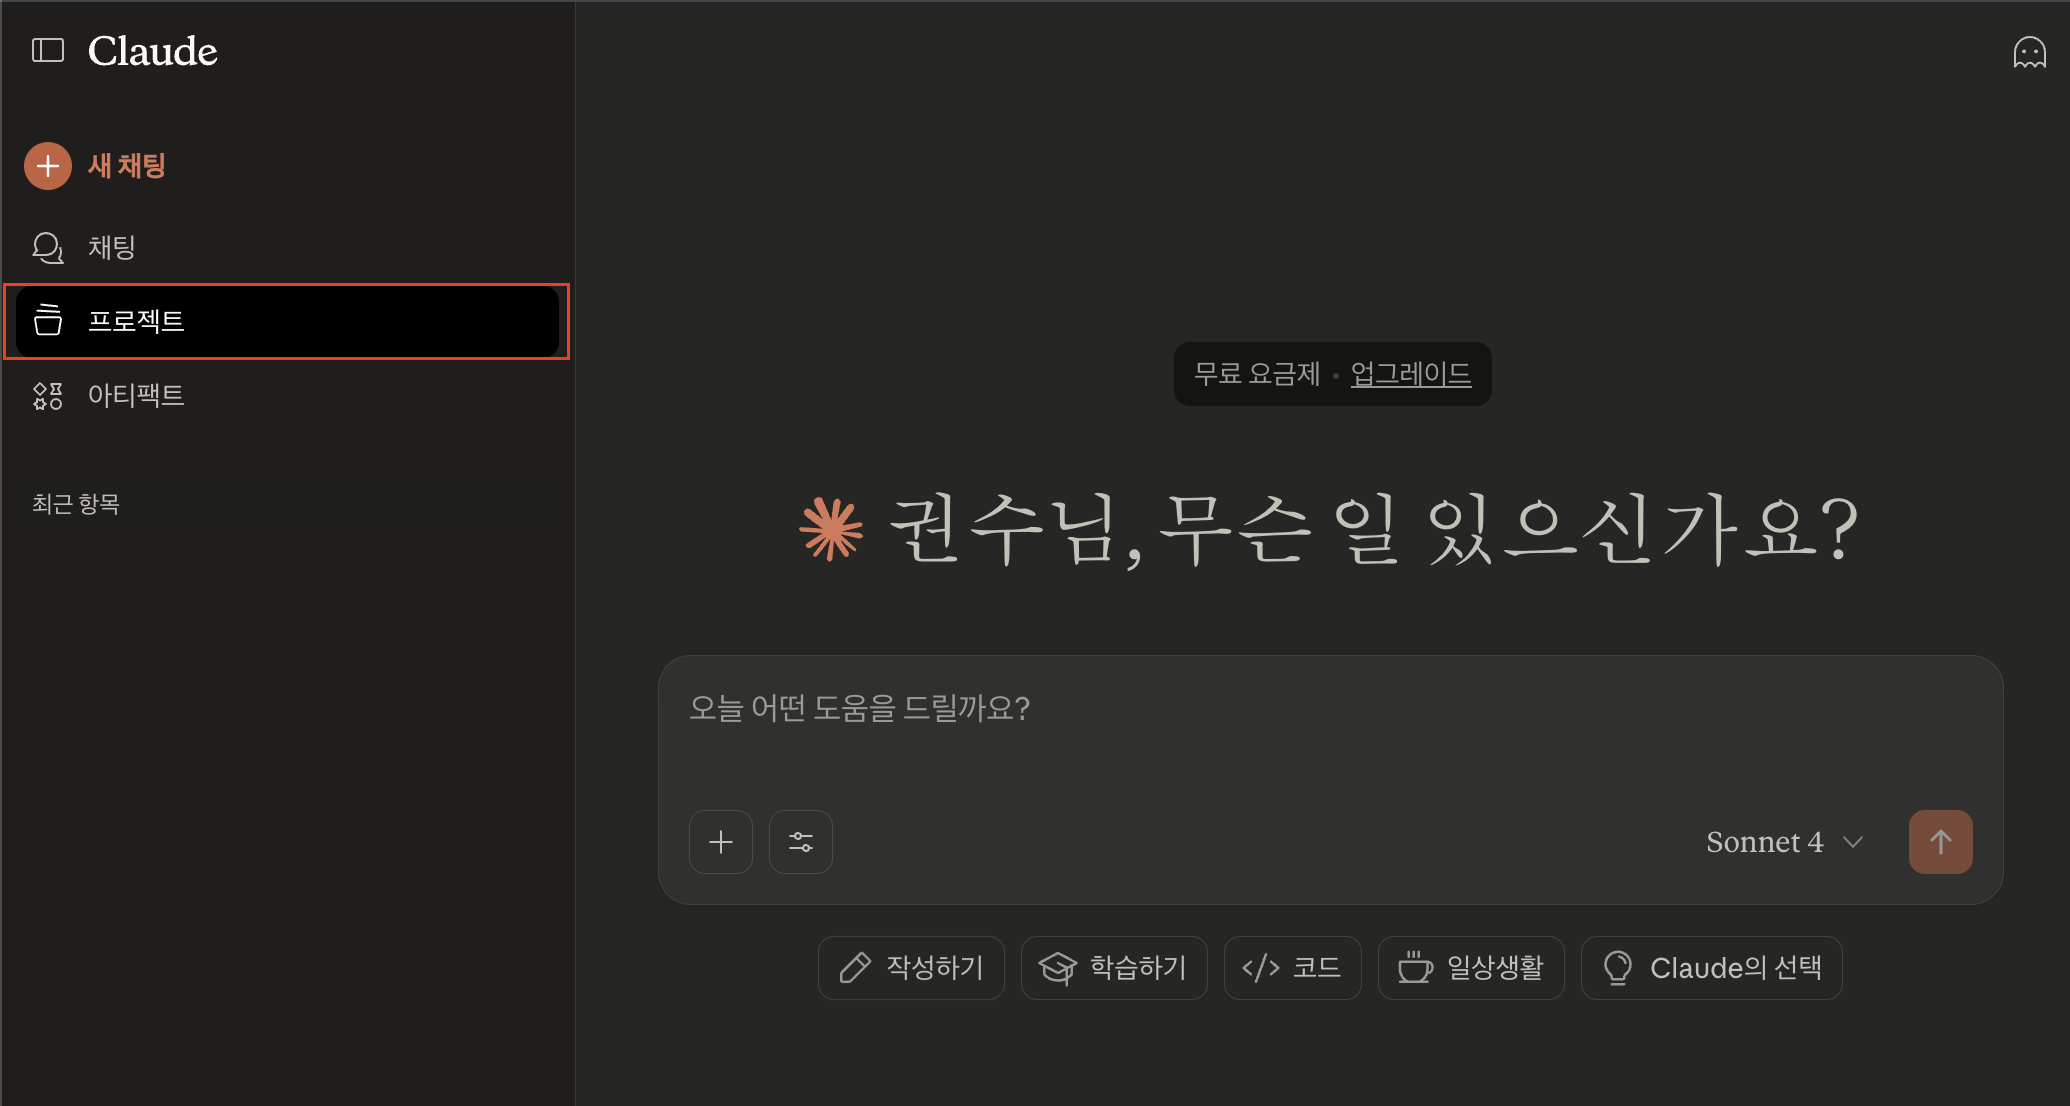 Claude
새 채팅
채팅
프로젝트
아티팩트
최근 항목
무료 요금제 • 업그레이드
권수님, 무슨 일 있으신가요?
오늘 어떤 도움을 드릴까요?
Sonnet 4
작성하기
학습하기
</> 코드
일상생활
Claude의 선택